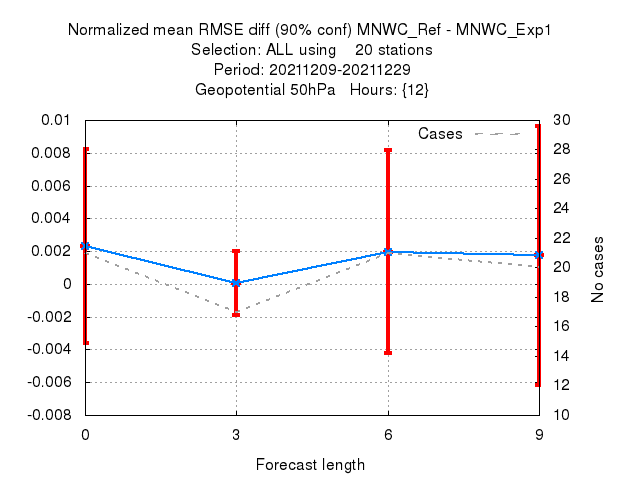 Normalized mean RMSE diff (90% conf) MNWC_Ref - MNWC_Exp1
Selection: ALL using    20 stations
Period: 20211209-20211229
Geopotential 50hPa   Hours: {12}
Cases
0.01
0.008
0.006
0.004
0.002
0
-0.002
-0.004
-0.006
-0.008
30
28
26
24
22
20
18
16
14
12
10
No cases
0 3 6 9
Forecast length